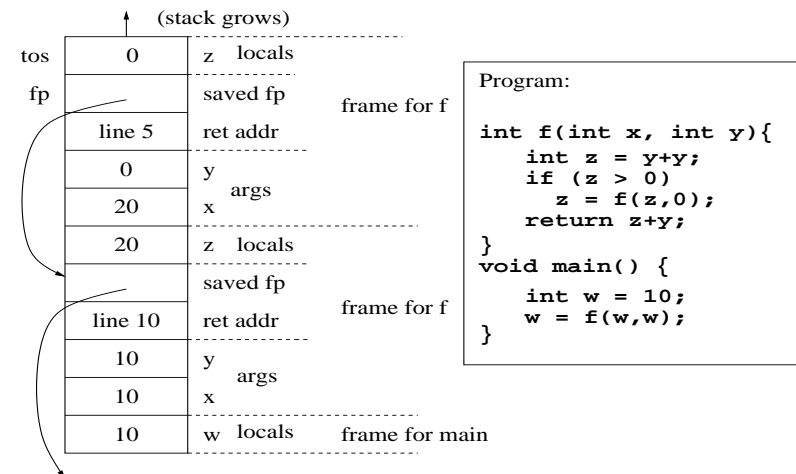 (stack grows)
tos 0 z locals
fp saved fp
frame for f
line 5 ret addr
0 y
args
20 x
20 z locals
saved fp
frame for f
line 10 ret addr
10 y
args
10 x
10 w locals frame for main
Program:
int f(int x, int y){
int z = y+y;
if (z > 0)
z = f(z,0);
return z+y;
}
void main() {
int w = 10;
w = f(w,w);
}